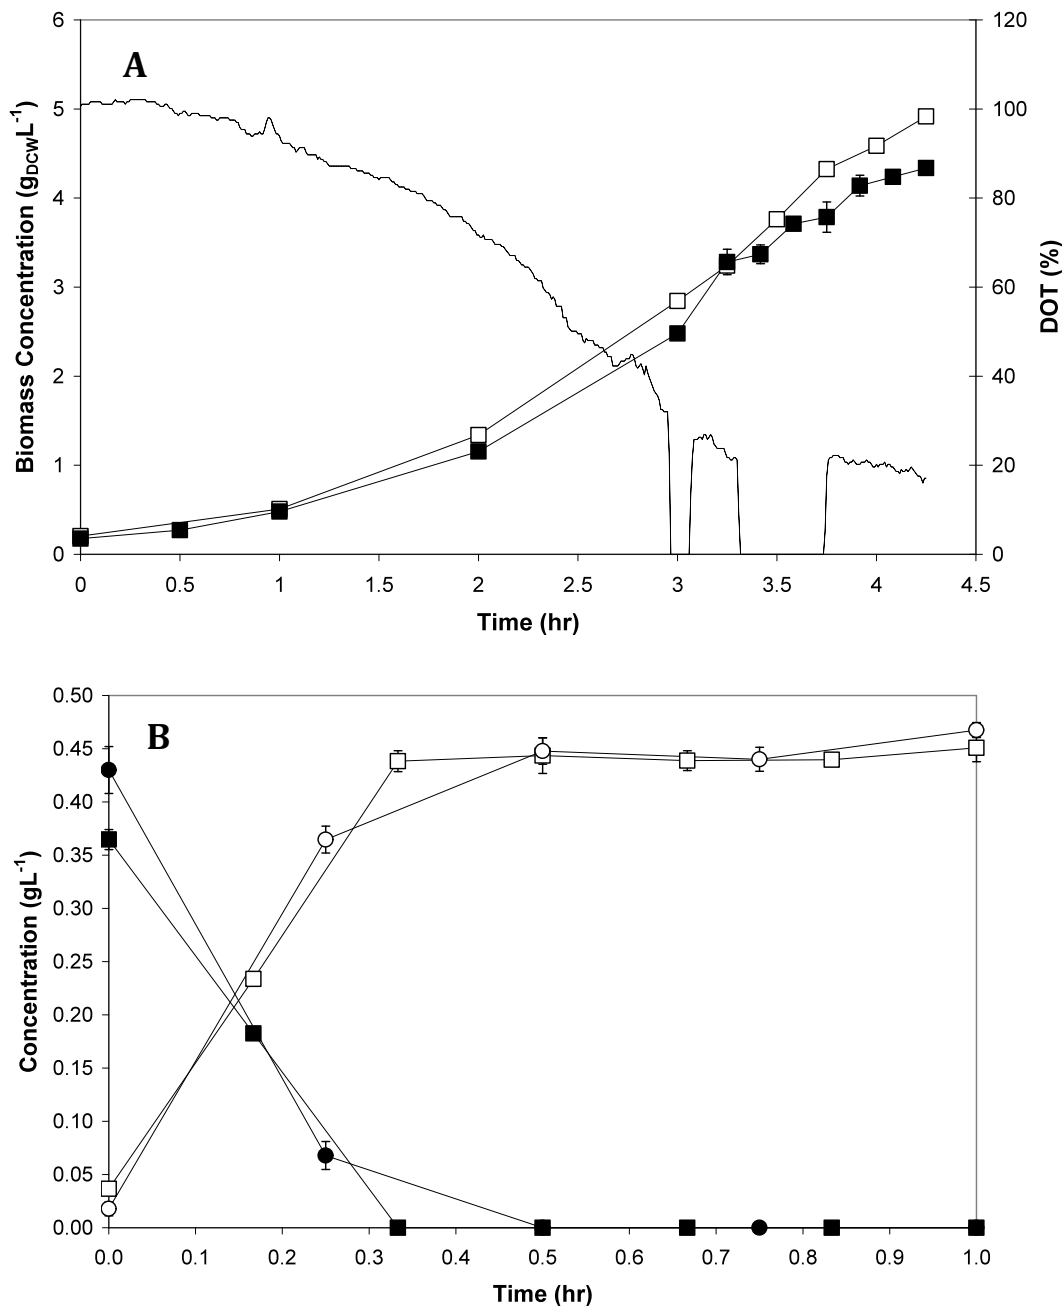 A
6
5
4
3
2
1
0
Biomass Concentration (gDCWL-1)
120
100
80
60
40
20
0
DOT (%)
0 0.5 1 1.5 2 2.5 3 3.5 4 4.5
Time (hr)
B
0.50
0.45
0.40
0.35
0.30
0.25
0.20
0.15
0.10
0.05
0.00
Concentration (gL-1)
0.0 0.1 0.2 0.3 0.4 0.5 0.6 0.7 0.8 0.9 1.0
Time (hr)